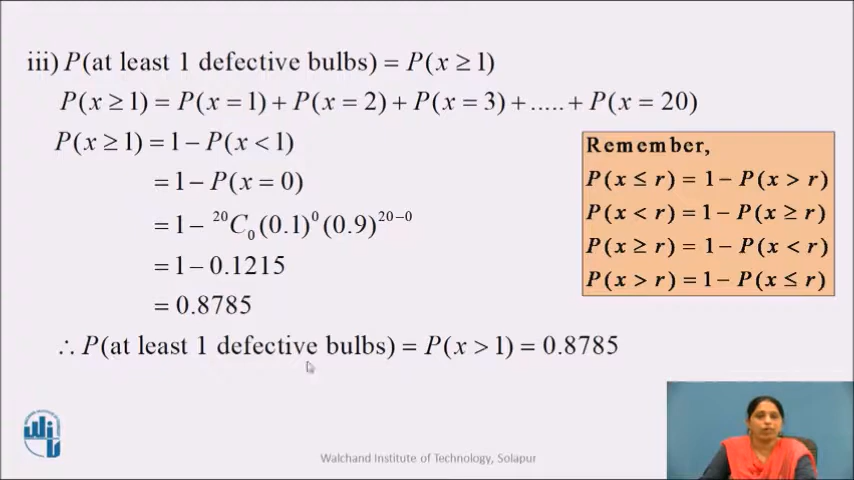 iii) P(at least 1 defective bulbs) = P(x ≥ 1)
P(x ≥ 1) = P(x = 1) + P(x = 2) + P(x = 3) + ..... + P(x = 20)
P(x ≥ 1) = 1 − P(x < 1)
= 1 − P(x = 0)
= 1 − ²⁰C₀ (0.1)⁰ (0.9)²⁰⁻⁰
= 1 − 0.1215
= 0.8785
∴ P(at least 1 defective bulbs) = P(x > 1) = 0.8785
Remember,
P(x ≤ r) = 1 − P(x > r)
P(x < r) = 1 − P(x ≥ r)
P(x ≥ r) = 1 − P(x < r)
P(x > r) = 1 − P(x ≤ r)
Walchand Institute of Technology, Solapur